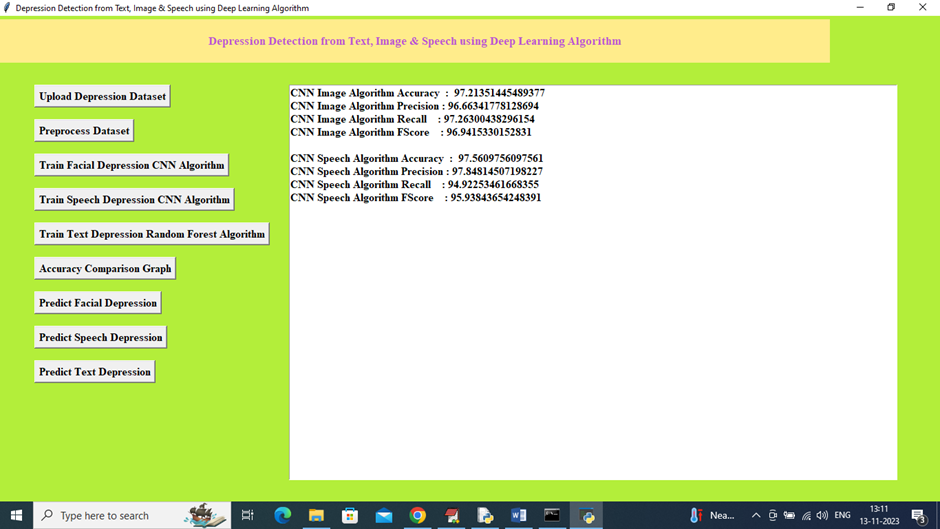 Depression Detection from Text, Image & Speech using Deep Learning Algorithm
Depression Detection from Text, Image & Speech using Deep Learning Algorithm
Upload Depression Dataset
Preprocess Dataset
Train Facial Depression CNN Algorithm
Train Speech Depression CNN Algorithm
Train Text Depression Random Forest Algorithm
Accuracy Comparison Graph
Predict Facial Depression
Predict Speech Depression
Predict Text Depression
CNN Image Algorithm Accuracy : 97.21351445489377
CNN Image Algorithm Precision : 96.66341778128694
CNN Image Algorithm Recall : 97.26300438296154
CNN Image Algorithm FScore : 96.9415330152831
CNN Speech Algorithm Accuracy : 97.5609756097561
CNN Speech Algorithm Precision : 97.84814507198227
CNN Speech Algorithm Recall : 94.92253461668355
CNN Speech Algorithm FScore : 95.93843654248391
Type here to search
Nea...
ENG
13:11
13-11-2023
3